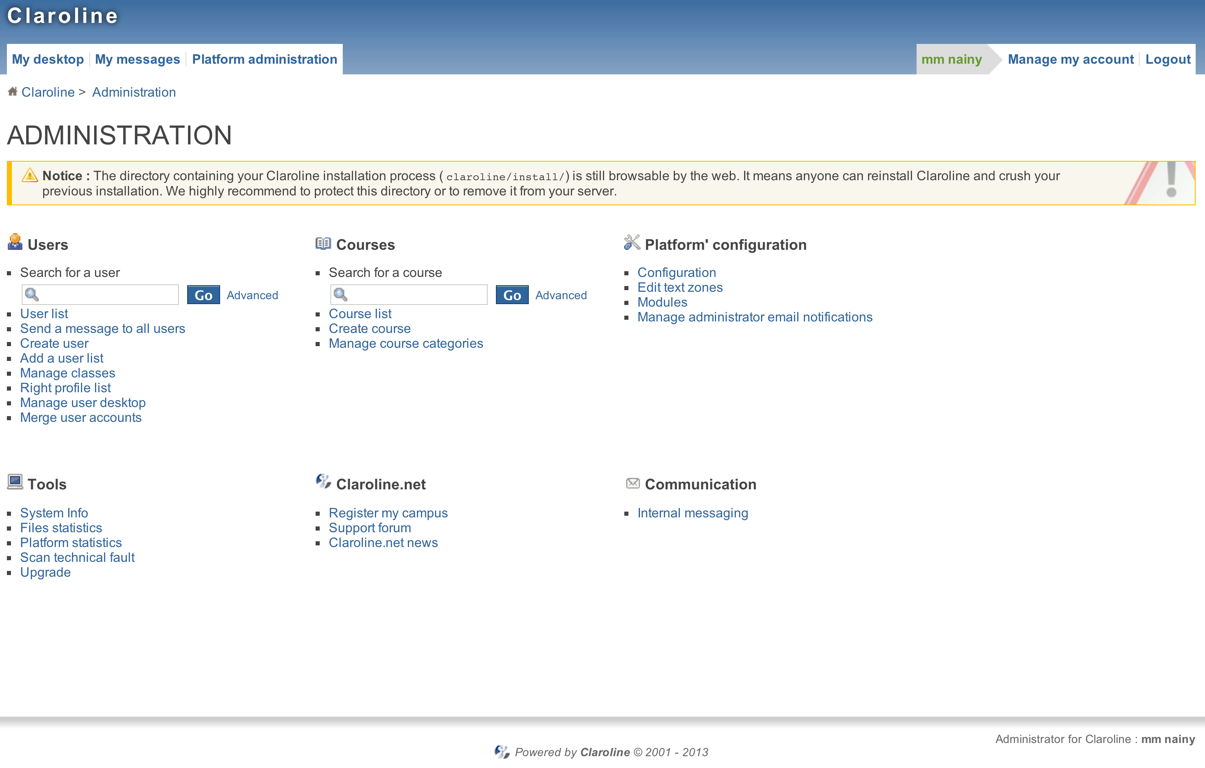 Claroline
My desktop My messages Platform administration mm nainy Manage my account Logout
Claroline > Administration
ADMINISTRATION
Notice : The directory containing your Claroline installation process ( claroline/install/) is still browsable by the web. It means anyone can reinstall Claroline and crush your
previous installation. We highly recommend to protect this directory or to remove it from your server.
Users
Search for a user
Go Advanced
User list
Send a message to all users
Create user
Add a user list
Manage classes
Right profile list
Manage user desktop
Merge user accounts
Courses
Search for a course
Go Advanced
Course list
Create course
Manage course categories
Platform' configuration
Configuration
Edit text zones
Modules
Manage administrator email notifications
Tools
System Info
Files statistics
Platform statistics
Scan technical fault
Upgrade
Claroline.net
Register my campus
Support forum
Claroline.net news
Communication
Internal messaging
Administrator for Claroline : mm nainy
Powered by Claroline © 2001 - 2013